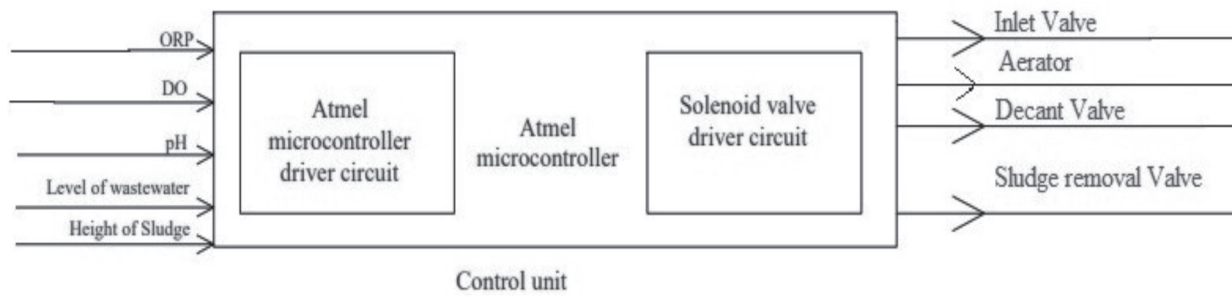 ORP
DO
pH
Level of wastewater
Height of Sludge
Atmel
microcontroller
driver circuit
Atmel
microcontroller
Solenoid valve
driver circuit
Inlet Valve
Aerator
Decant Valve
Sludge removal Valve
Control unit